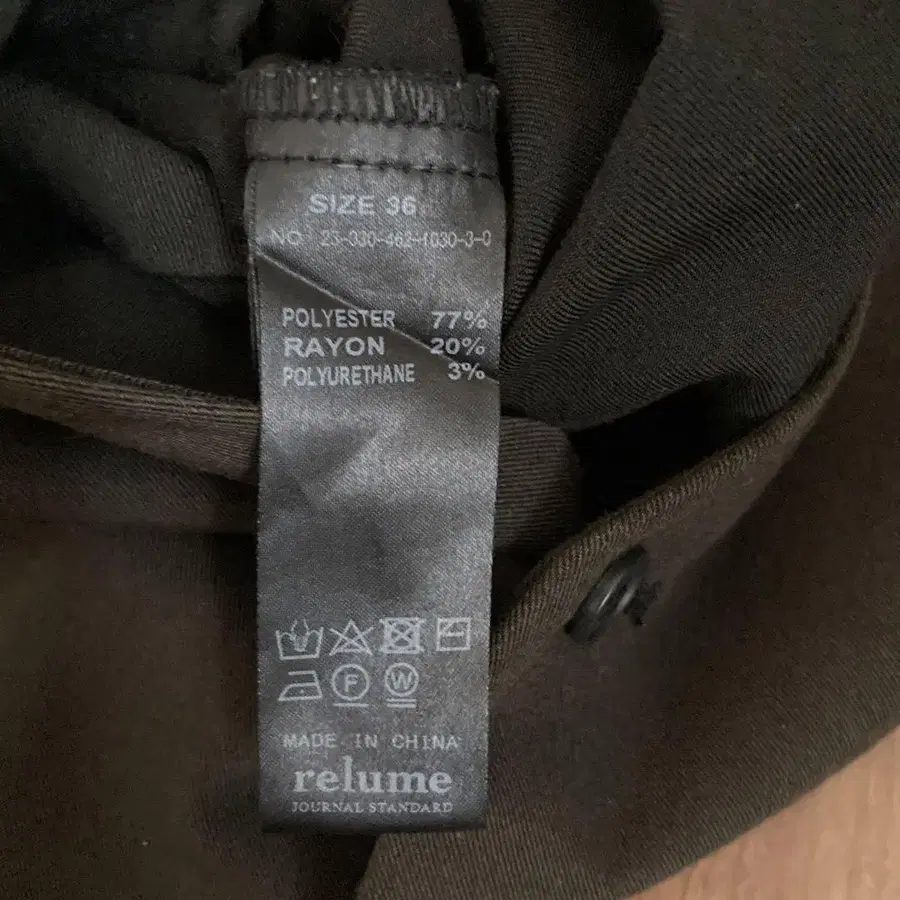 SIZE 36
NO 23-030-462-1030-3-0
POLYESTER 77%
RAYON 20%
POLYURETHANE 3%
F W
MADE IN CHINA
relume
JOURNAL STANDARD